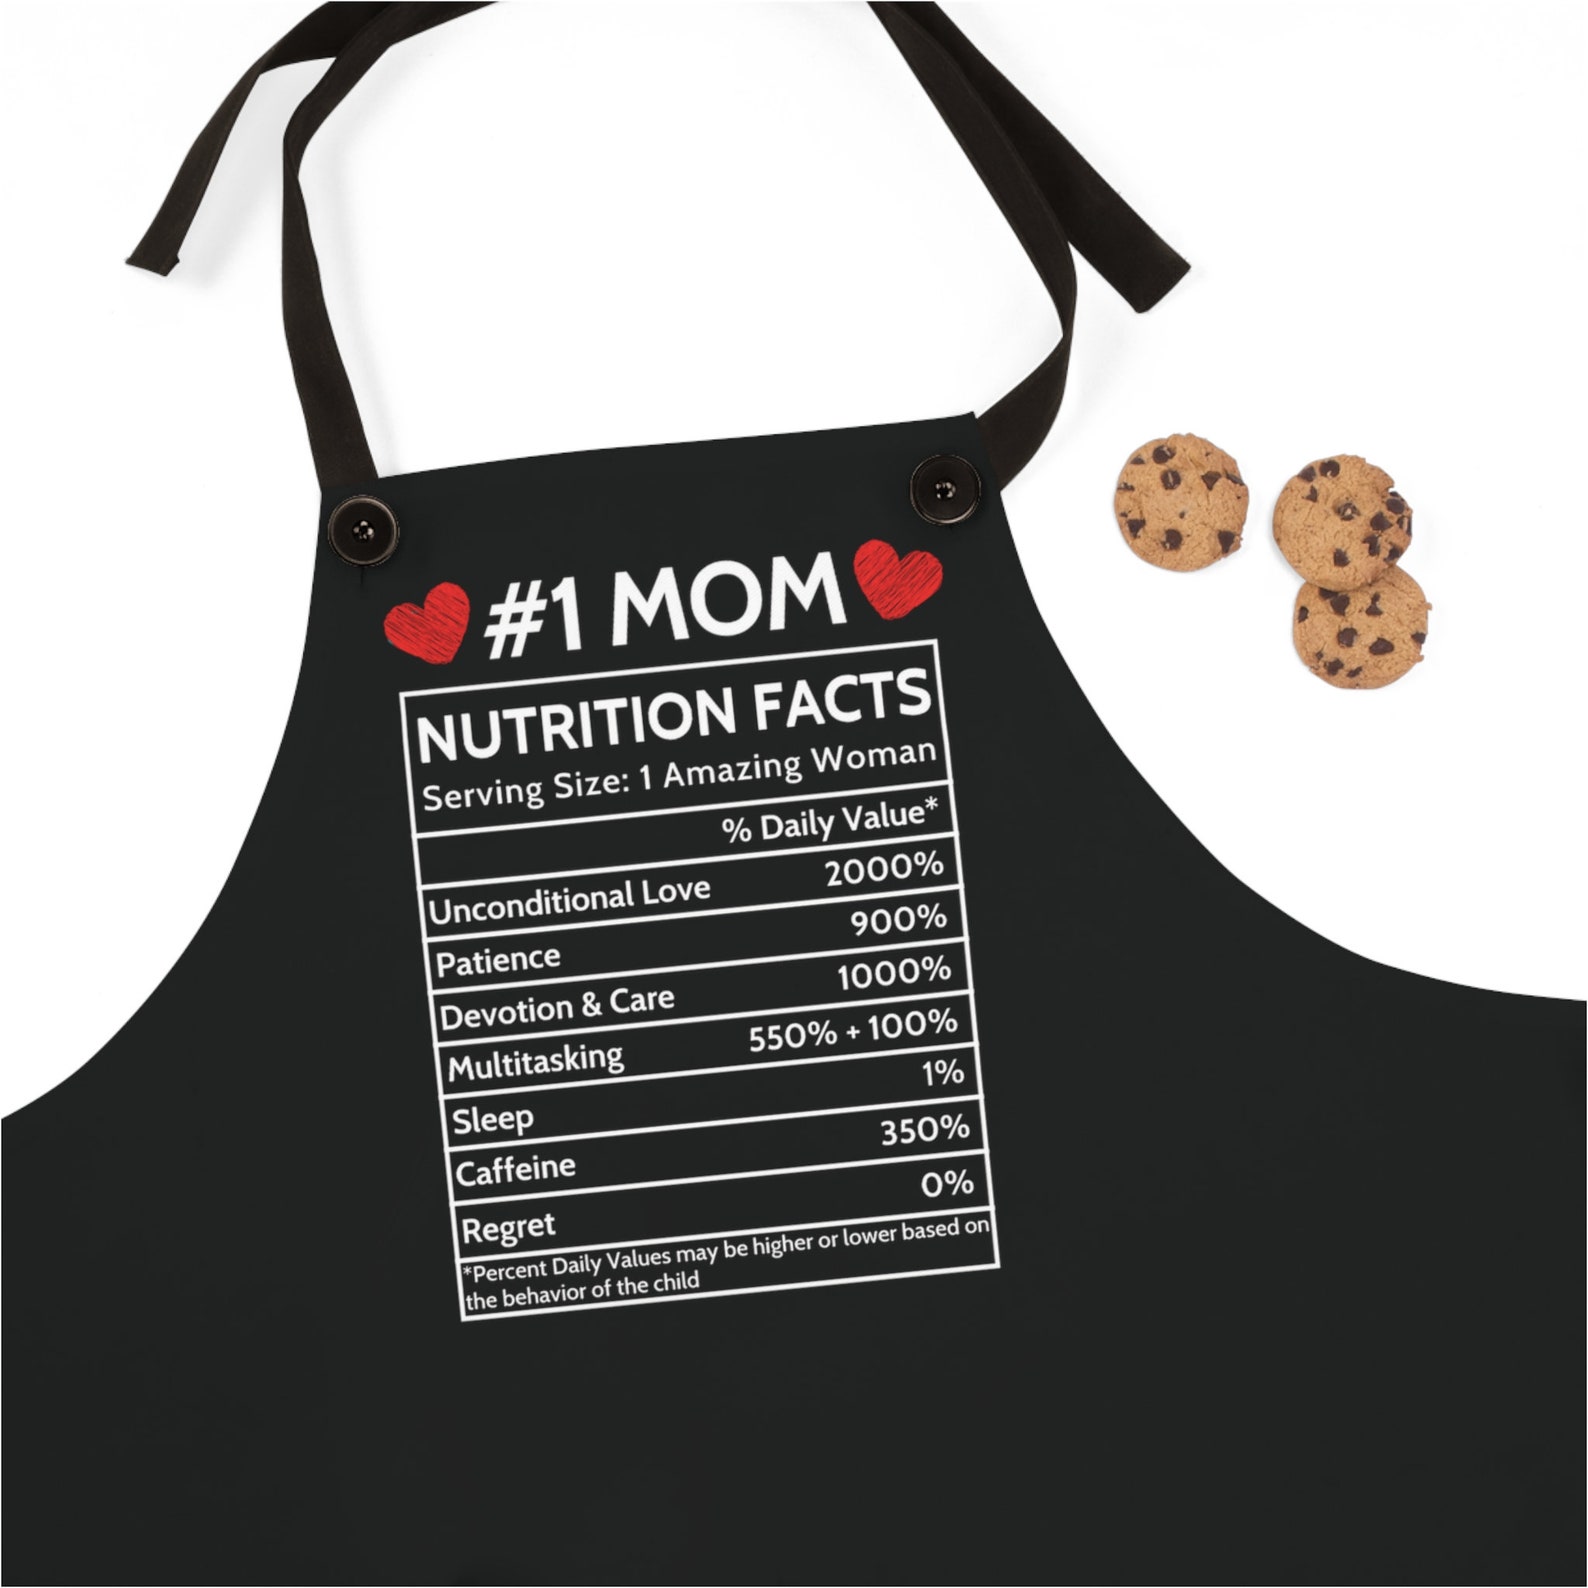 #1 MOM
NUTRITION FACTS
Serving Size: 1 Amazing Woman
% Daily Value*
Unconditional Love 2000%
Patience 900%
Devotion & Care 1000%
Multitasking 550% + 100%
Sleep 1%
Caffeine 350%
Regret 0%
*Percent Daily Values may be higher or lower based on
the behavior of the child